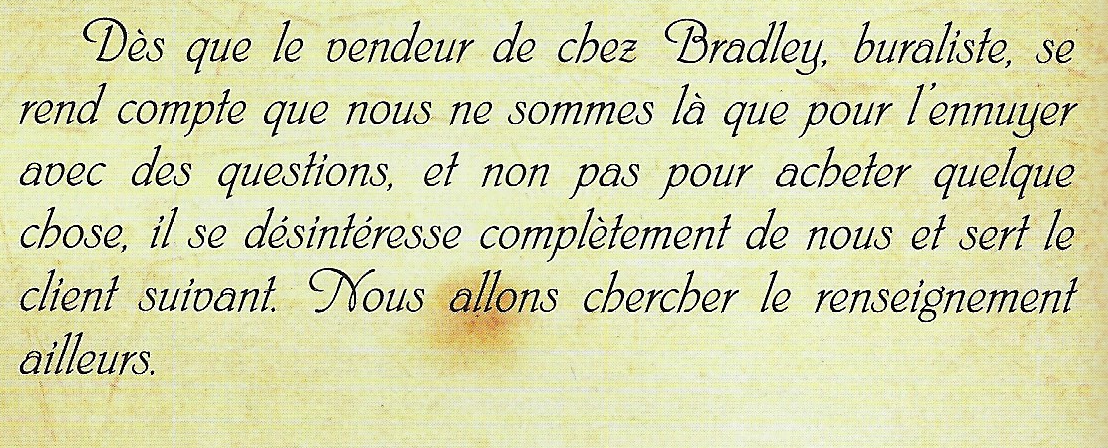 Dès que le vendeur de chez Bradley, buraliste, se
rend compte que nous ne sommes là que pour l'ennuyer
avec des questions, et non pas pour acheter quelque
chose, il se désintéresse complètement de nous et sert le
client suivant. Nous allons chercher le renseignement
ailleurs.